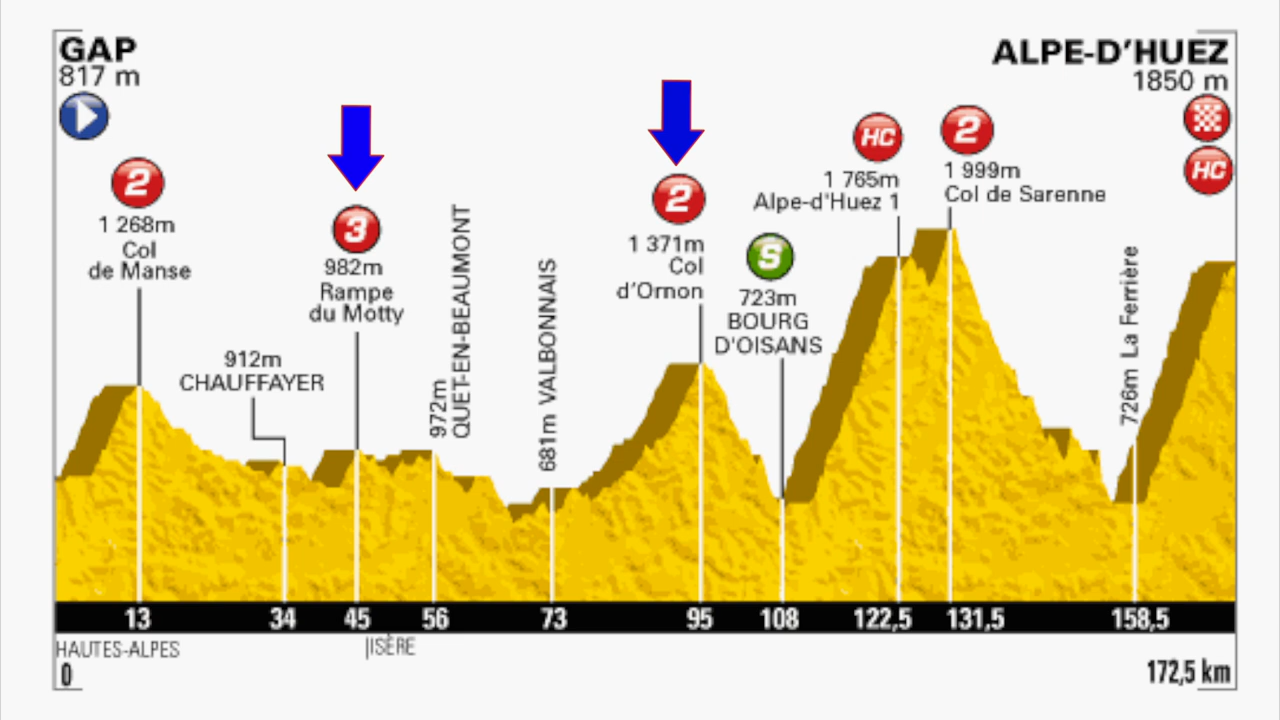 GAP
817 m
ALPE-D’HUEZ
1850 m
2
1 268m
Col
de Manse
912m
CHAUFFAYER
3
982m
Rampe
du Motty
972m
QUET-EN-BEAUMONT
681m VALBONNAIS
2
1 371m
Col
d’Ornon
S
723m
BOURG
D'OISANS
HC
1 765m
Alpe-d'Huez 1
2
1 999m
Col de Sarenne
726m La Ferrière
HC
13 34 45 56 73 95 108 122,5 131,5 158,5
HAUTES-ALPES |ISÈRE
0 172,5 km